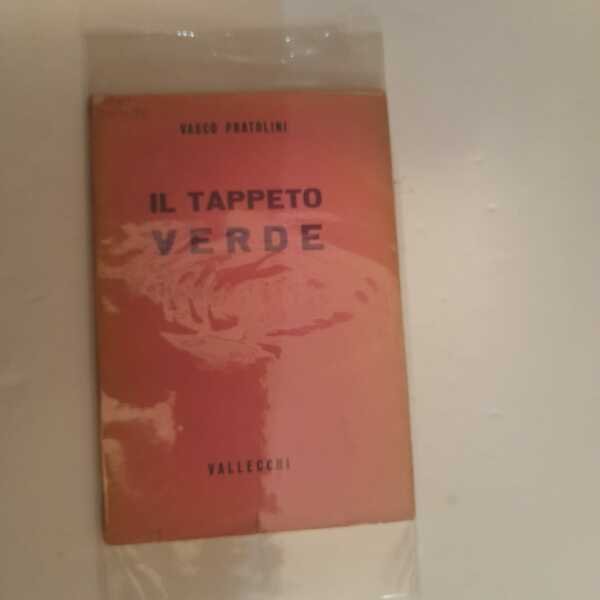 VASCO PRATOLINI
IL TAPPETO
VERDE
VALLECCHI